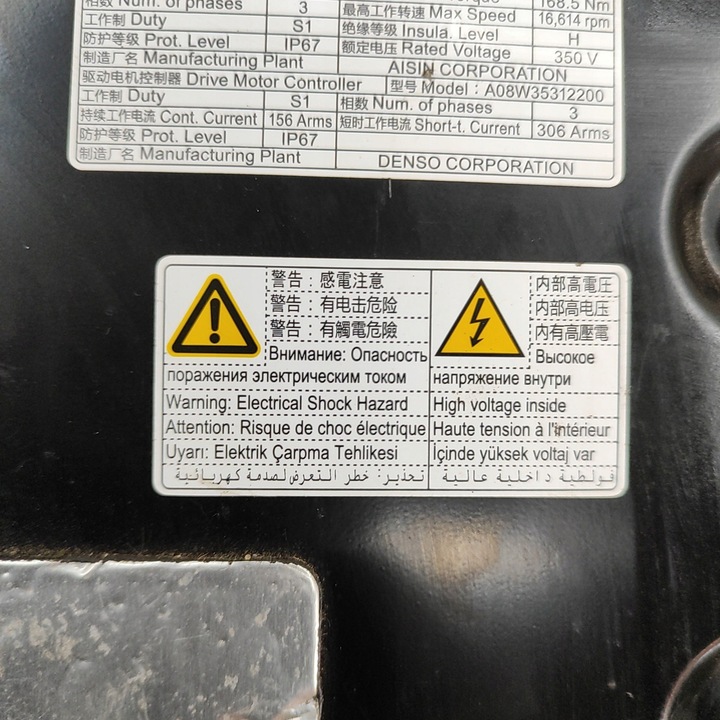 相数 Num. of phases 3 168.5 Nm
工作制 Duty S1 最高工作转速 Max Speed 16,614 rpm
防护等级 Prot. Level IP67 绝缘等级 Insula. Level H
制造厂名 Manufacturing Plant 额定电压 Rated Voltage 350 V
AISIN CORPORATION
驱动电机控制器 Drive Motor Controller 型号 Model : A08W35312200
工作制 Duty S1 相数 Num. of phases 3
持续工作电流 Cont. Current 156 Arms 短时工作电流 Short-t. Current 306 Arms
防护等级 Prot. Level IP67
制造厂名 Manufacturing Plant DENSO CORPORATION
警告：感電注意
警告：有电击危险
警告：有觸電危險
Внимание: Опасность
поражения электрическим током
Warning: Electrical Shock Hazard
Attention: Risque de choc électrique
Uyarı: Elektrik Çarpma Tehlikesi
تحذير: خطر التعرض لصدمة كهربائية
内部高電圧
内部高电压
内有高壓電
Высокое
напряжение внутри
High voltage inside
Haute tension à l'intérieur
İçinde yüksek voltaj var
فولطية داخلية عالية